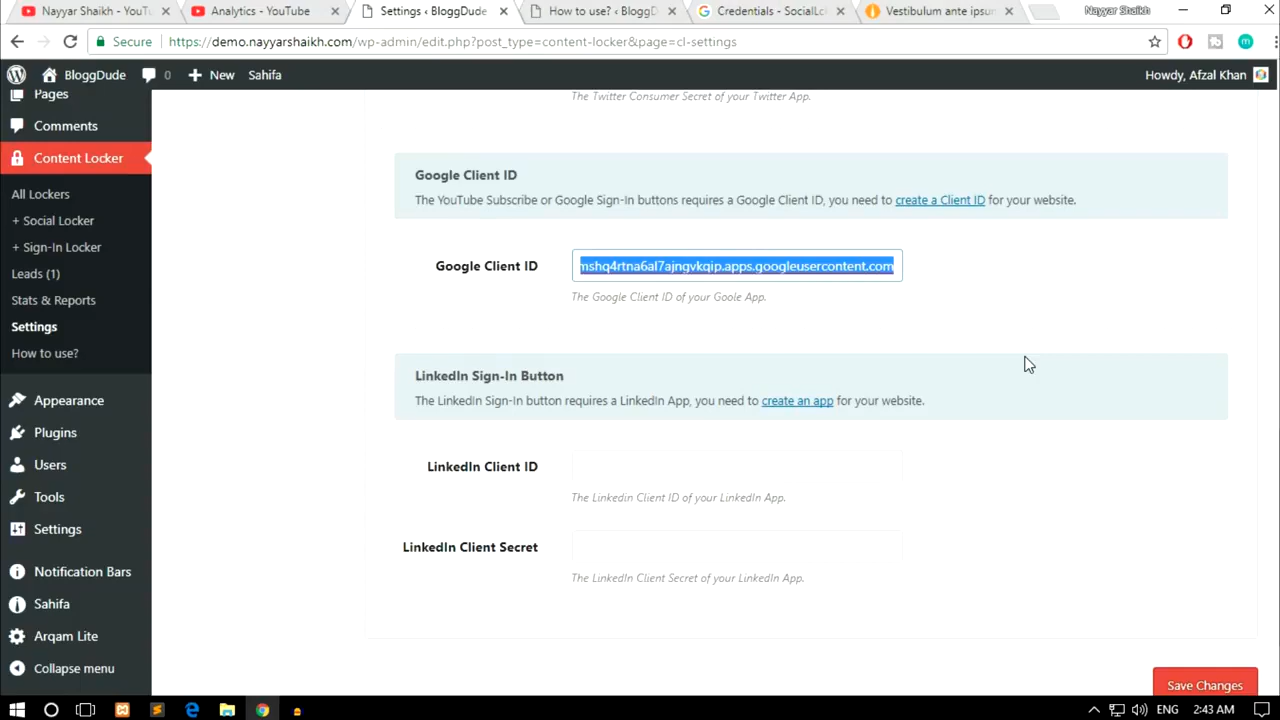 Nayyar Shaikh - YouTu
Analytics - YouTube
Settings ‹ BloggDude
How to use? ‹ BloggD
Credentials - SocialLc
Vestibulum ante ipsum
Nayyar Shaikh
Secure
https://demo.nayyarshaikh.com/wp-admin/edit.php?post_type=content-locker&page=cl-settings
BloggDude
0
New
Sahifa
Howdy, Afzal Khan
Pages
Comments
Content Locker
All Lockers
+ Social Locker
+ Sign-In Locker
Leads (1)
Stats & Reports
Settings
How to use?
Appearance
Plugins
Users
Tools
Settings
Notification Bars
Sahifa
Arqam Lite
Collapse menu
The Twitter Consumer Secret of your Twitter App.
Google Client ID
The YouTube Subscribe or Google Sign-In buttons requires a Google Client ID, you need to create a Client ID for your website.
Google Client ID
mshq4rtna6al7ajngvkqip.apps.googleusercontent.com
The Google Client ID of your Goole App.
LinkedIn Sign-In Button
The LinkedIn Sign-In button requires a LinkedIn App, you need to create an app for your website.
LinkedIn Client ID
The Linkedin Client ID of your LinkedIn App.
LinkedIn Client Secret
The LinkedIn Client Secret of your LinkedIn App.
Save Changes
ENG
2:43 AM